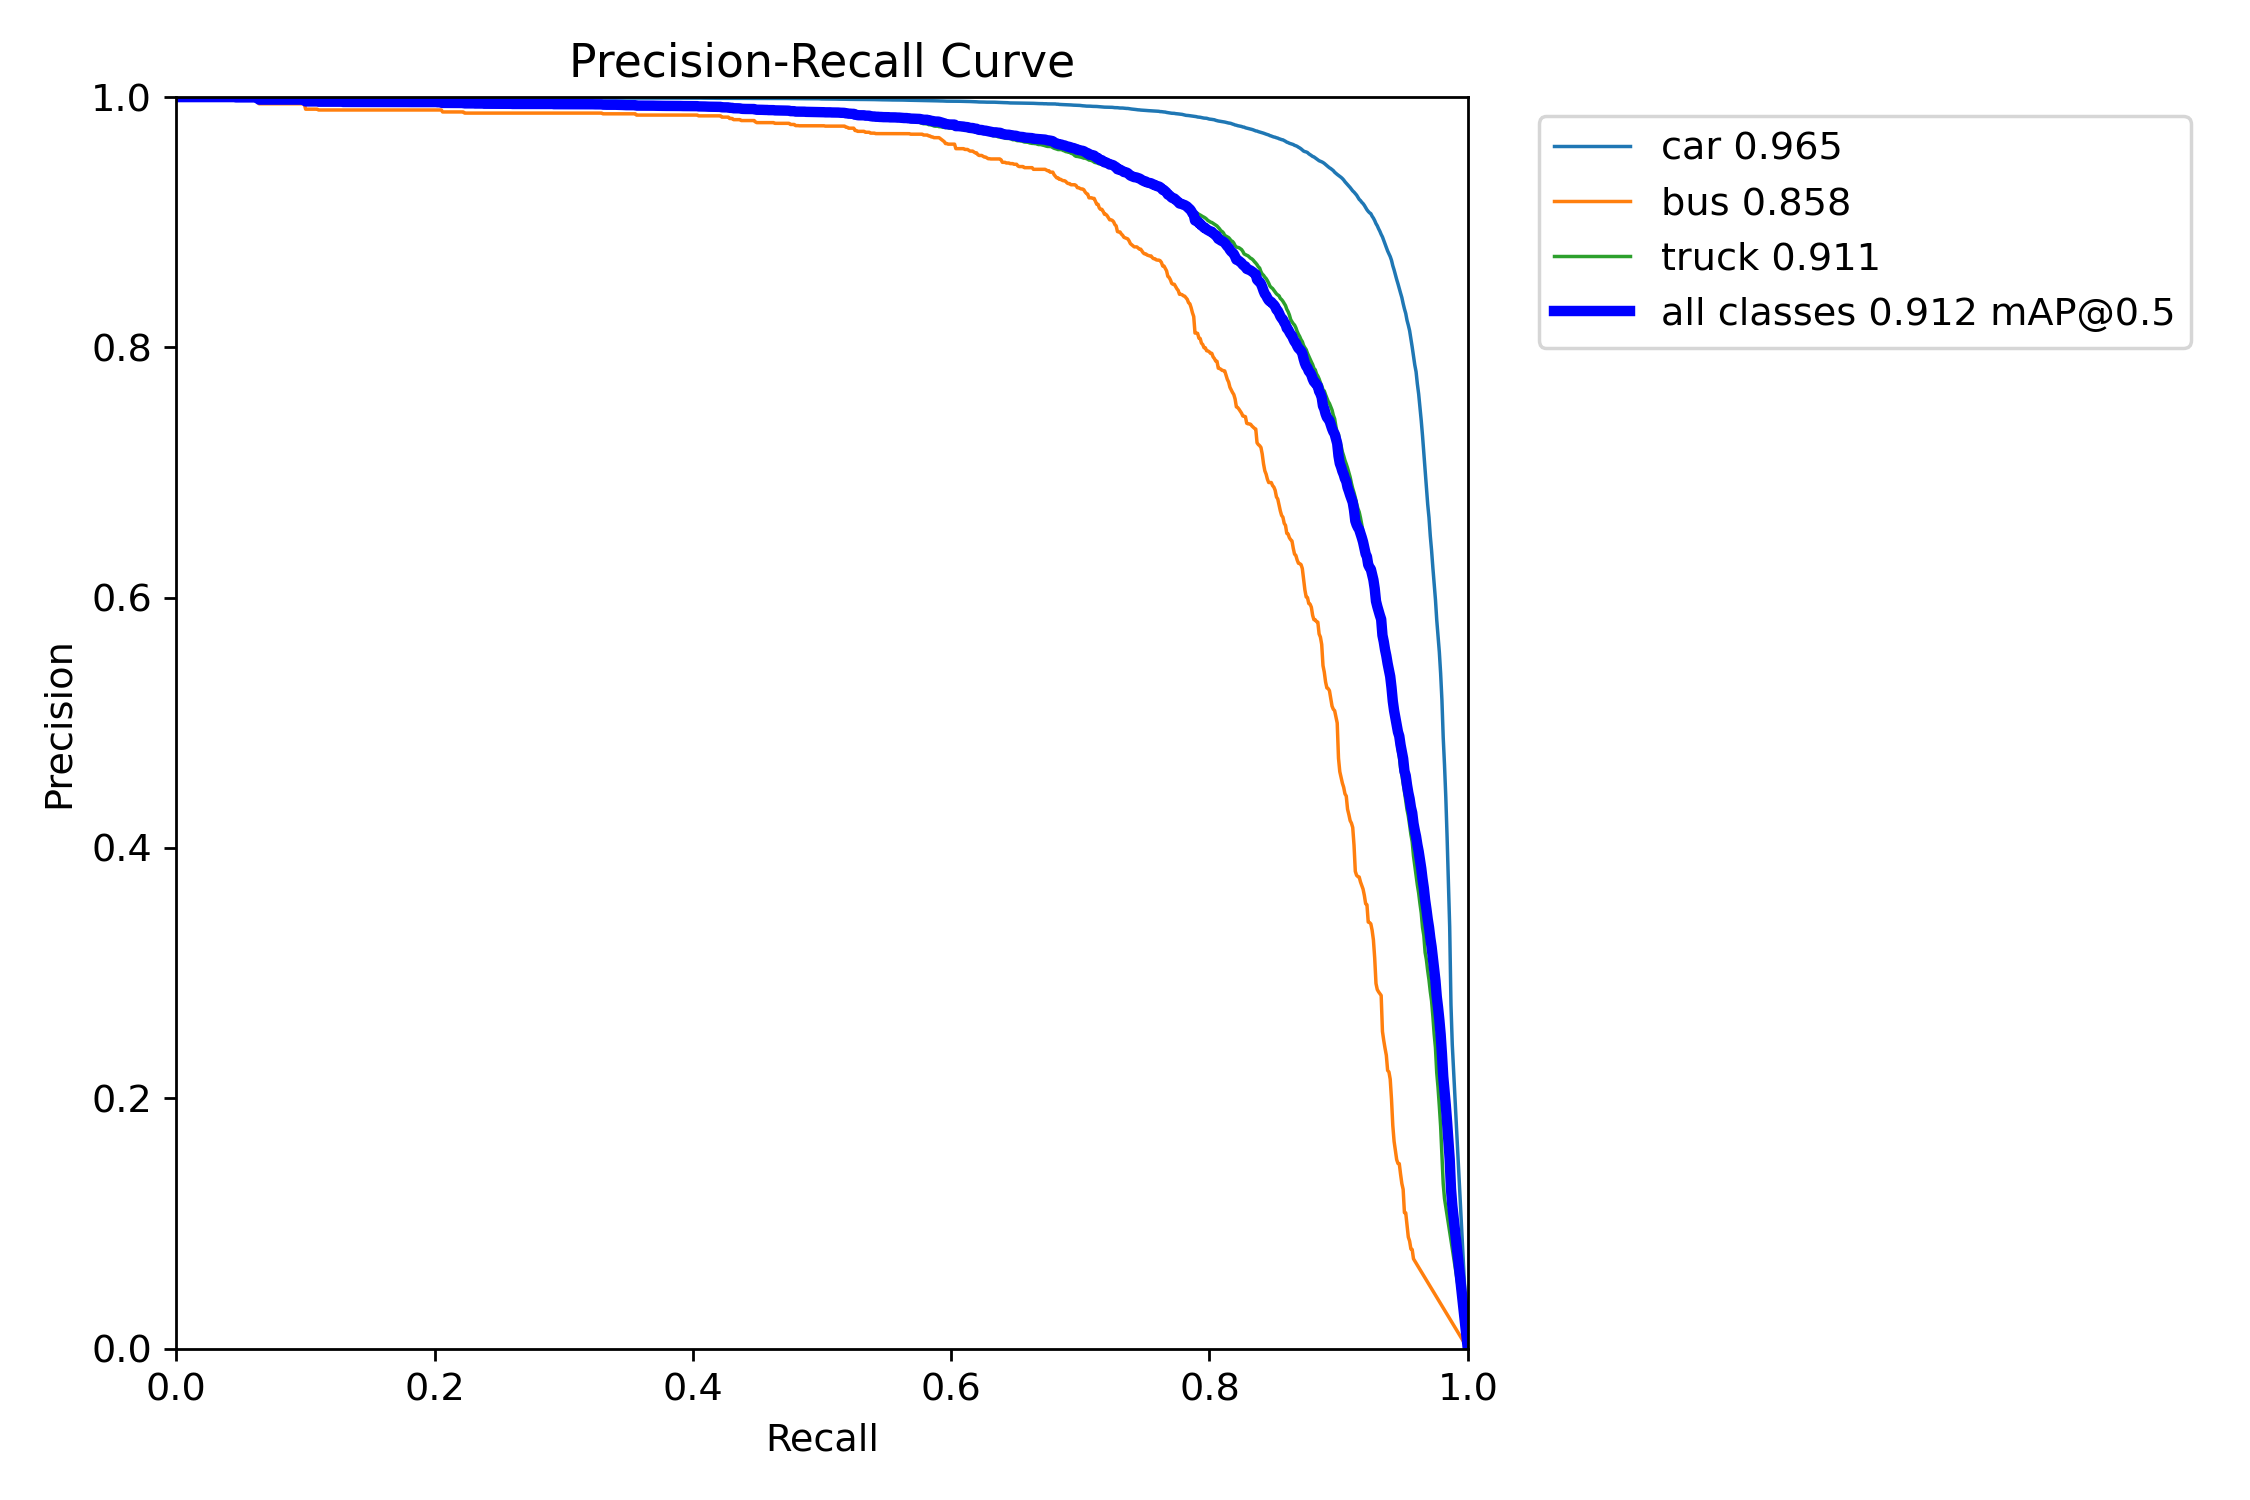 Precision-Recall Curve
1.0
0.8
0.6
0.4
0.2
0.0
Precision
0.0 0.2 0.4 0.6 0.8 1.0
Recall
car 0.965
bus 0.858
truck 0.911
all classes 0.912 mAP@0.5